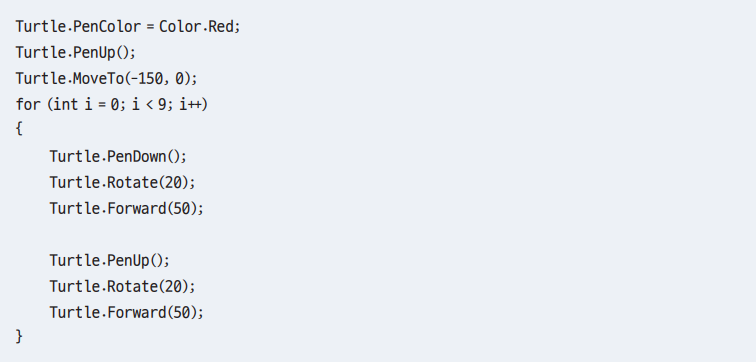 Turtle.PenColor = Color.Red;
Turtle.PenUp();
Turtle.MoveTo(-150, 0);
for (int i = 0; i < 9; i++)
{
    Turtle.PenDown();
    Turtle.Rotate(20);
    Turtle.Forward(50);

    Turtle.PenUp();
    Turtle.Rotate(20);
    Turtle.Forward(50);
}